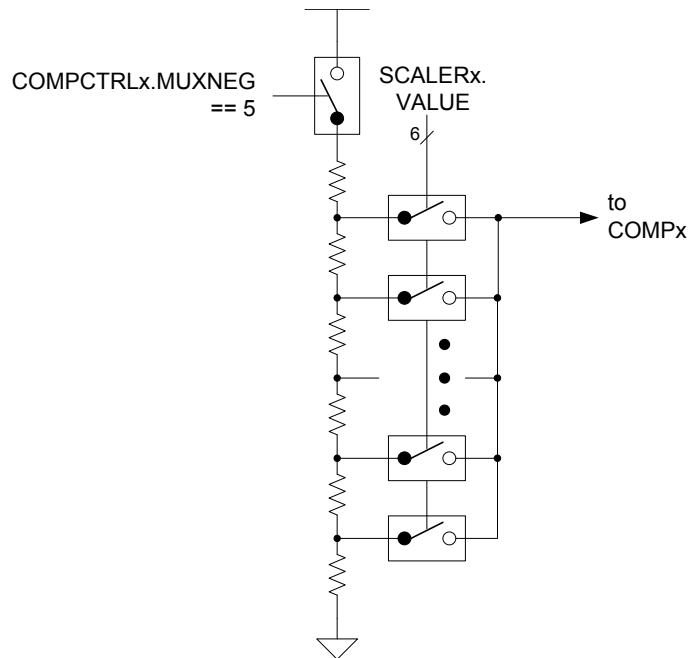 COMPCTRLx.MUXNEG
== 5
SCALERx.
VALUE
6
to
COMPx